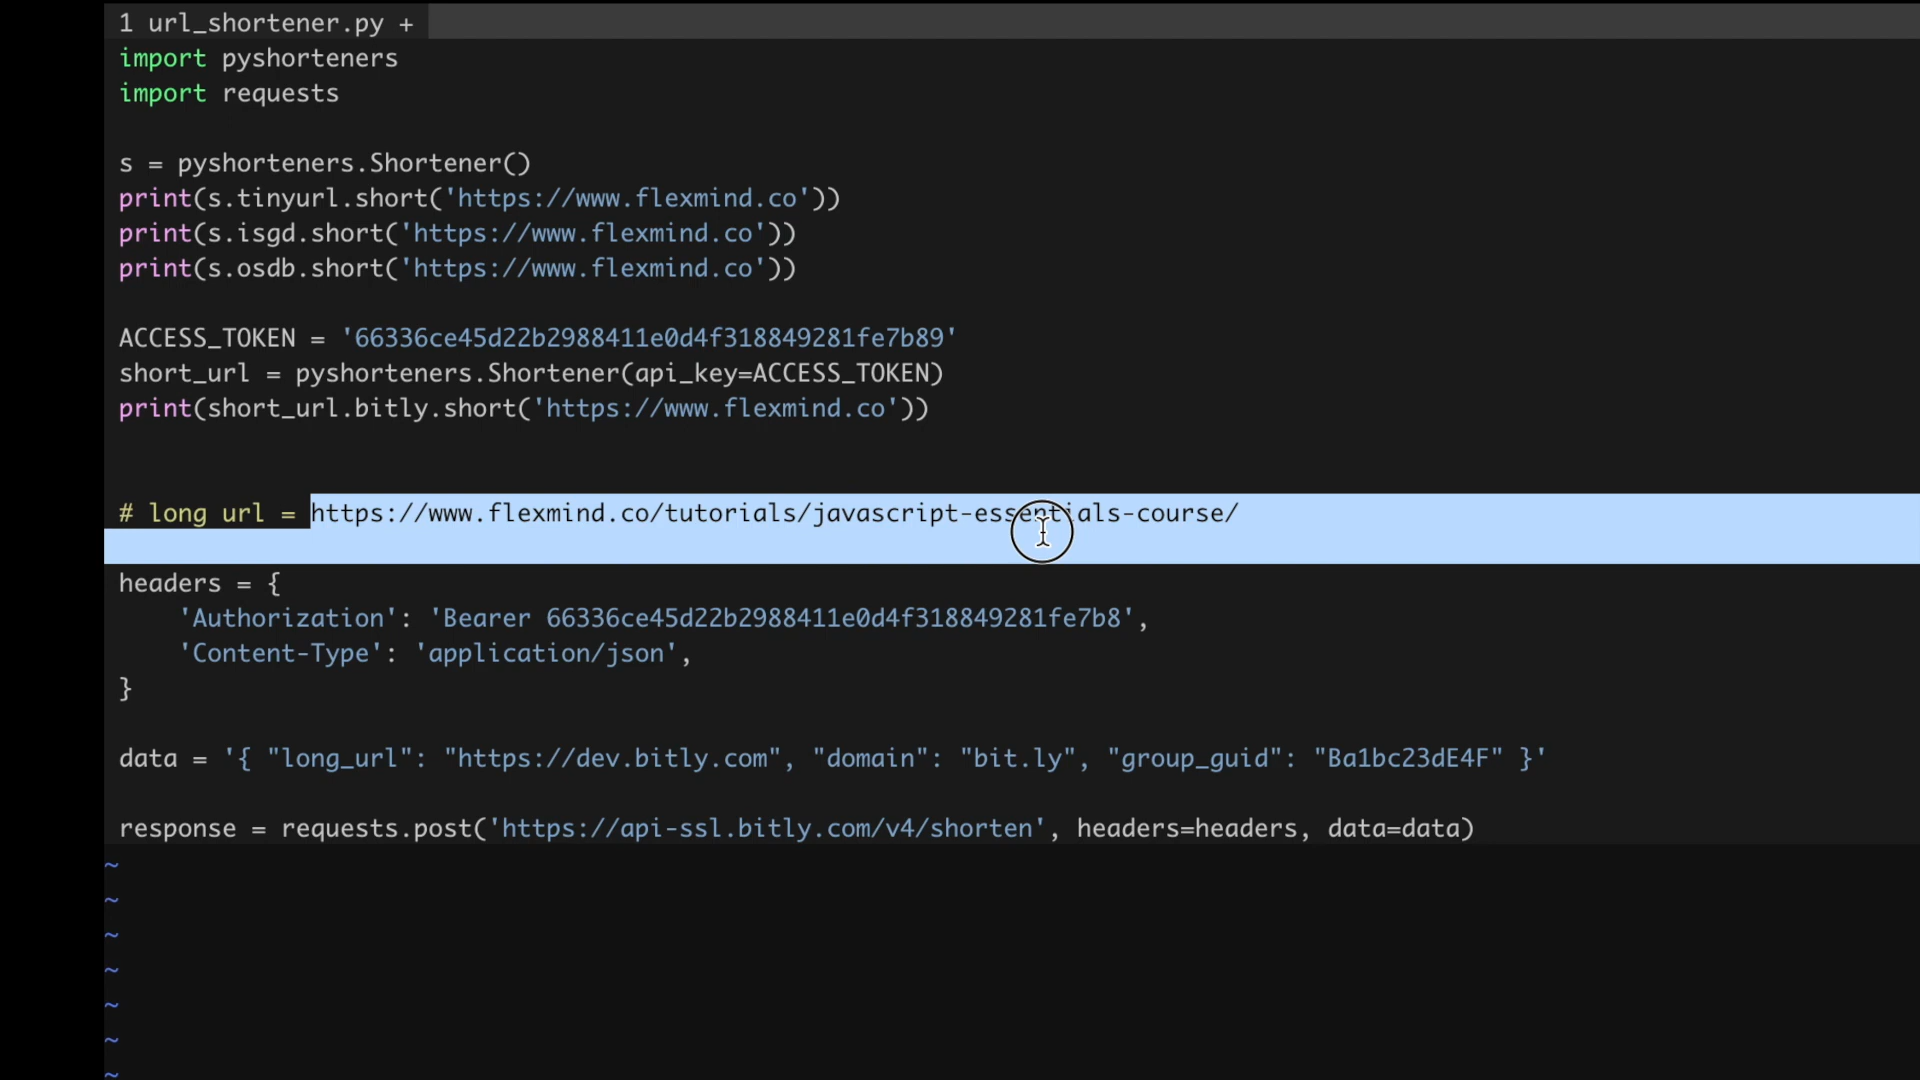 1 url_shortener.py +
import pyshorteners
import requests
s = pyshorteners.Shortener()
print(s.tinyurl.short('https://www.flexmind.co'))
print(s.isgd.short('https://www.flexmind.co'))
print(s.osdb.short('https://www.flexmind.co'))
ACCESS_TOKEN = '66336ce45d22b2988411e0d4f318849281fe7b89'
short_url = pyshorteners.Shortener(api_key=ACCESS_TOKEN)
print(short_url.bitly.short('https://www.flexmind.co'))
# long url = https://www.flexmind.co/tutorials/javascript-essentials-course/
headers = {
    'Authorization': 'Bearer 66336ce45d22b2988411e0d4f318849281fe7b8',
    'Content-Type': 'application/json',
}
data = '{ "long_url": "https://dev.bitly.com", "domain": "bit.ly", "group_guid": "Ba1bc23dE4F" }'
response = requests.post('https://api-ssl.bitly.com/v4/shorten', headers=headers, data=data)
~
~
~
~
~
~
~